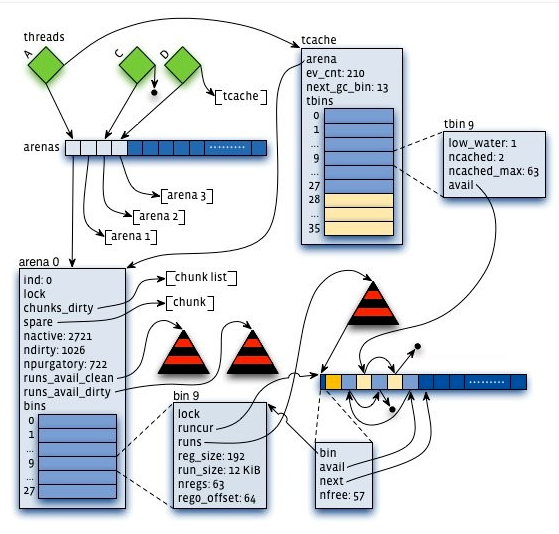 threads
A
C
D
[tcache]
arenas
[arena 3]
[arena 2]
[arena 1]
tcache
arena
ev_cnt: 210
next_gc_bin: 13
tbins
0
1
...
9
...
27
28
...
35
tbin 9
low_water: 1
ncached: 2
ncached_max: 63
avail
arena 0
ind: 0
lock
chunks_dirty
spare
nactive: 2721
ndirty: 1026
npurgatory: 722
runs_avail_clean
runs_avail_dirty
bins
0
1
...
9
...
27
[chunk list]
[chunk]
bin 9
lock
runcur
runs
reg_size: 192
run_size: 12 KiB
nregs: 63
rego_offset: 64
bin
avail
next
nfree: 57